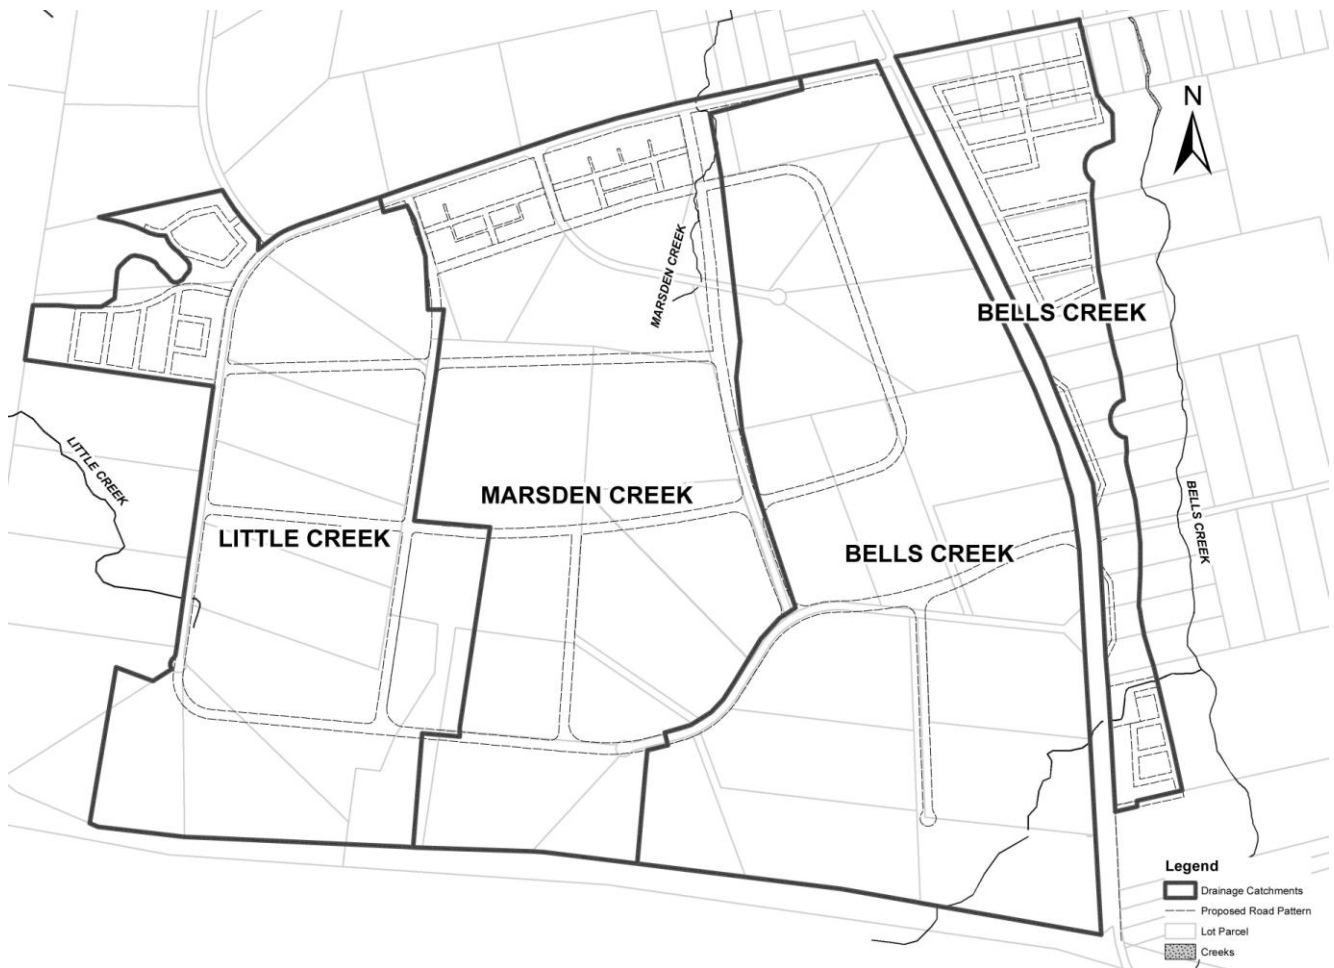 N
MARSDEN CREEK
BELLS CREEK
LITTLE CREEK
MARSDEN CREEK
BELLS CREEK
LITTLE CREEK
BELLS CREEK
Legend
Drainage Catchments
Proposed Road Pattern
Lot Parcel
Creeks